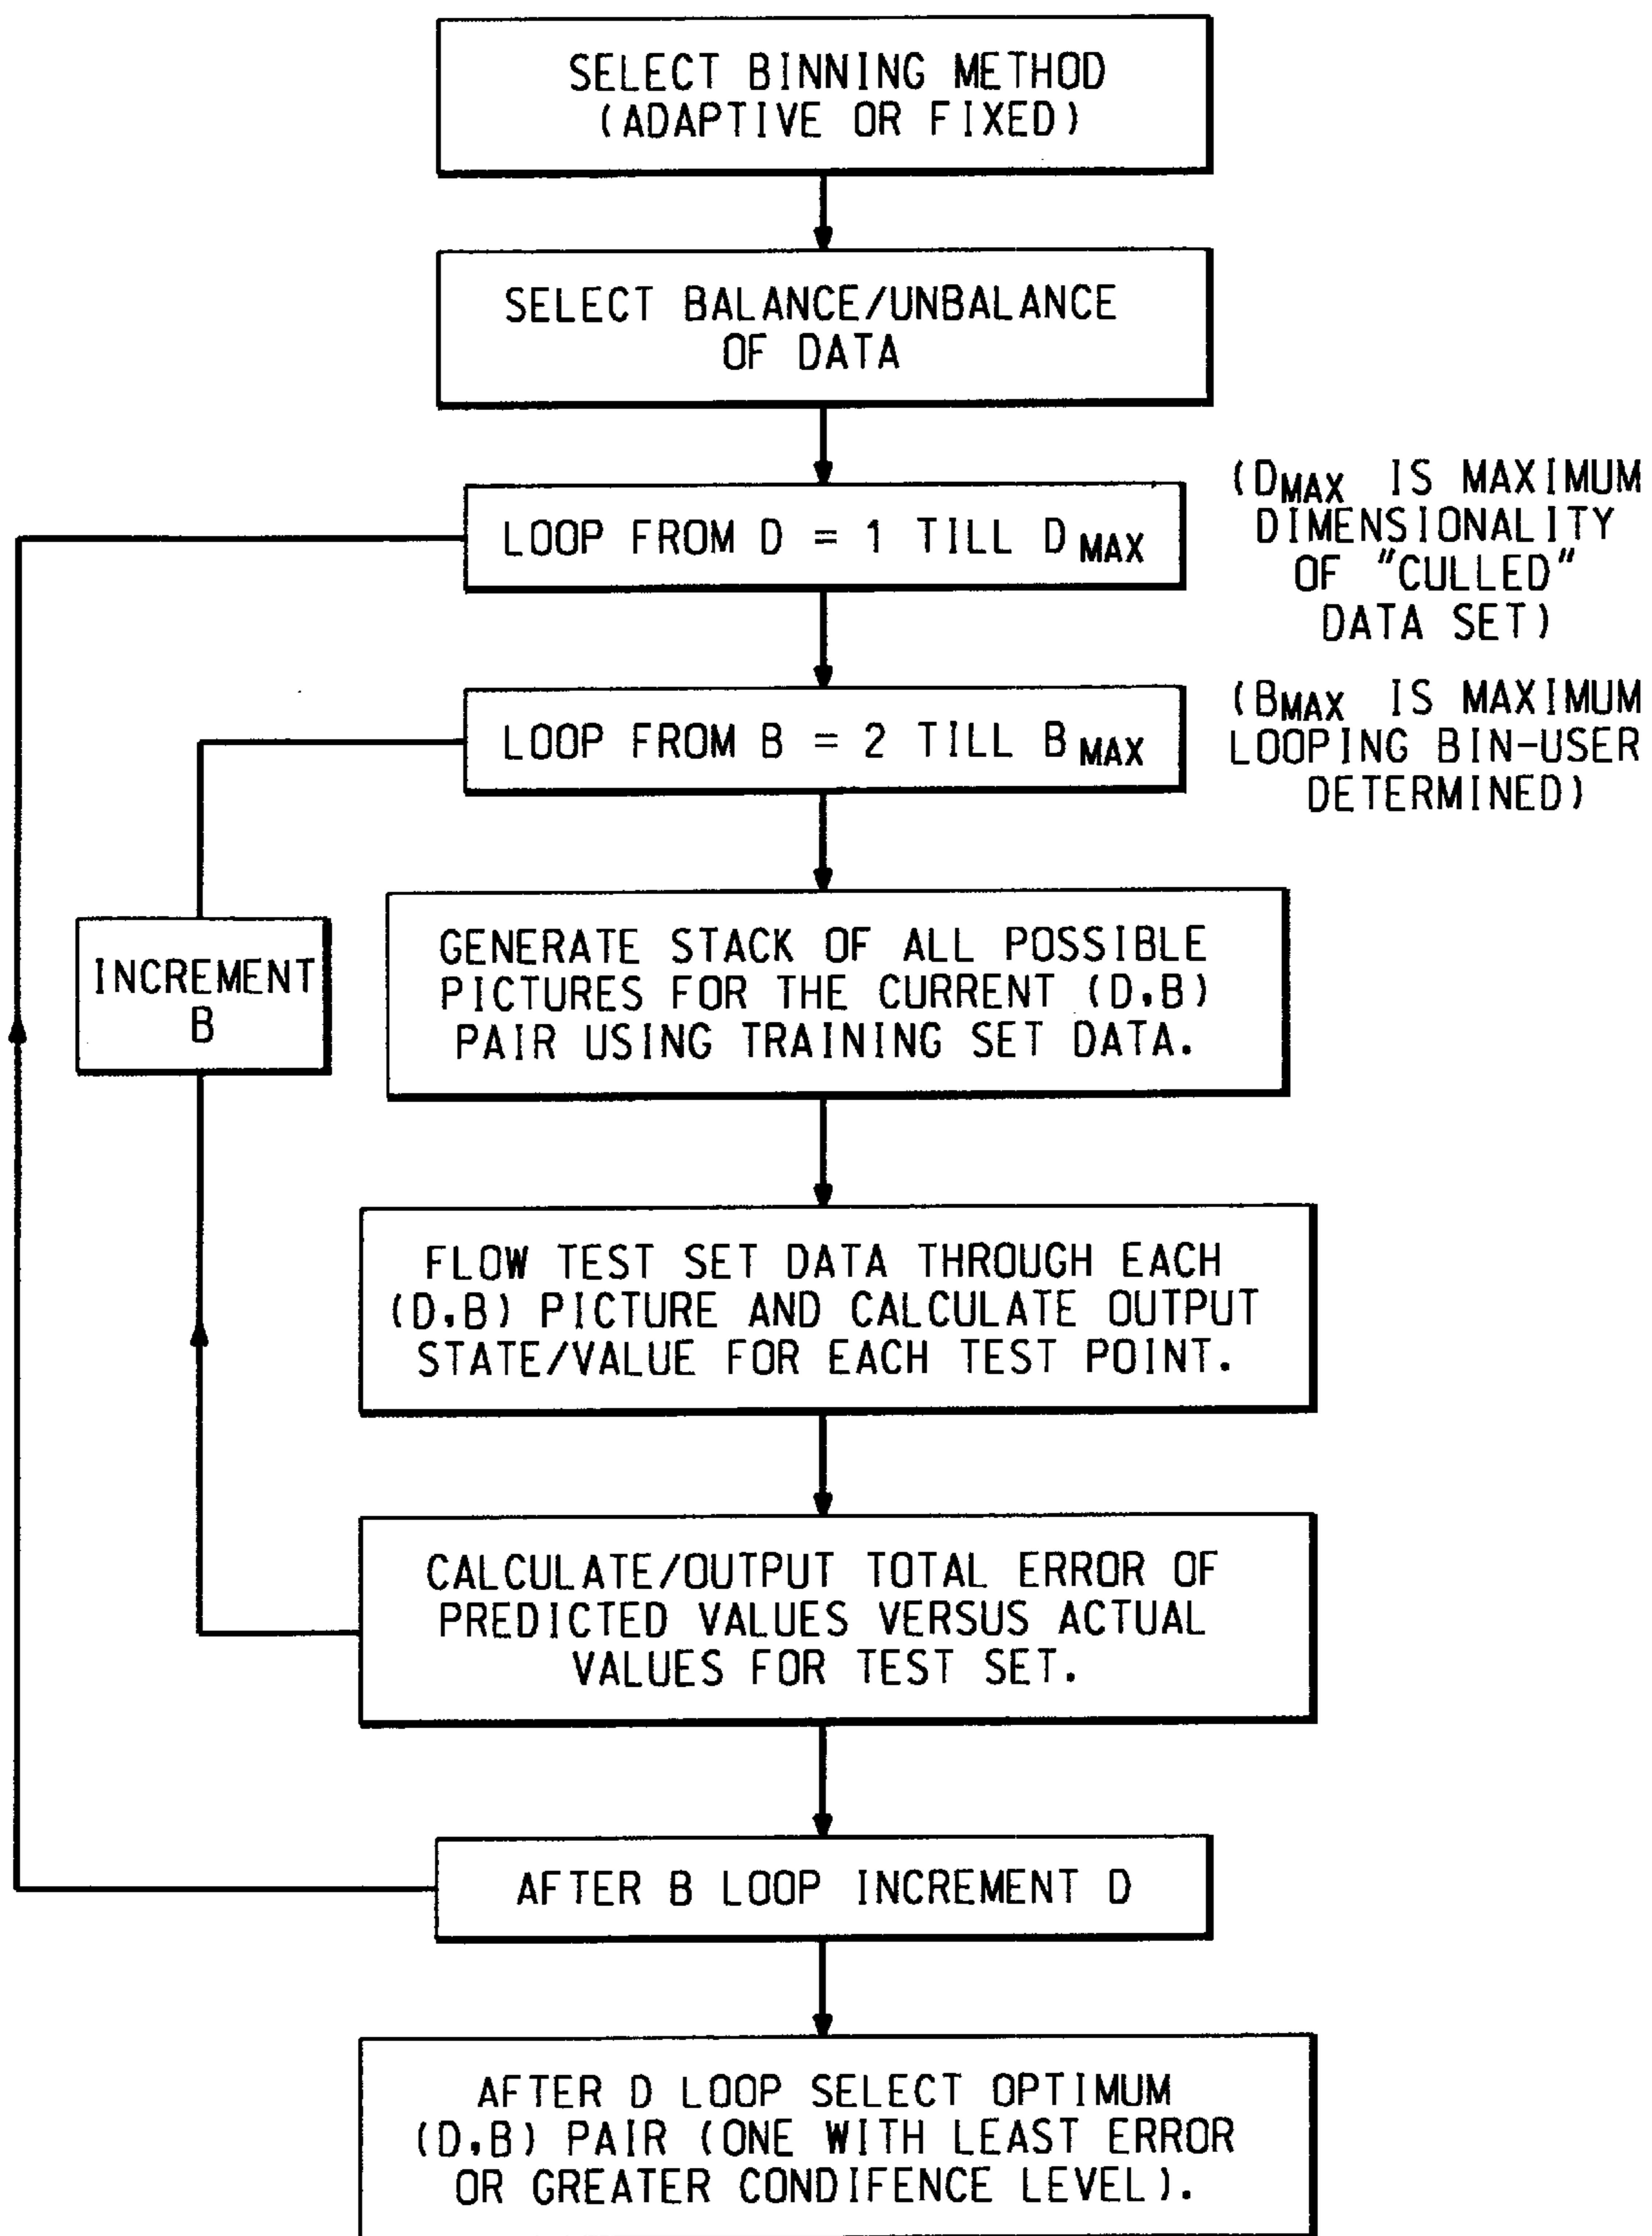 SELECT BINNING METHOD
(ADAPTIVE OR FIXED)
SELECT BALANCE/UNBALANCE
OF DATA
LOOP FROM D = 1 TILL D MAX
(DMAX IS MAXIMUM
DIMENSIONALITY
OF "CULLED"
DATA SET)
LOOP FROM B = 2 TILL B MAX
(BMAX IS MAXIMUM
LOOPING BIN-USER
DETERMINED)
INCREMENT
B
GENERATE STACK OF ALL POSSIBLE
PICTURES FOR THE CURRENT (D,B)
PAIR USING TRAINING SET DATA.
FLOW TEST SET DATA THROUGH EACH
(D,B) PICTURE AND CALCULATE OUTPUT
STATE/VALUE FOR EACH TEST POINT.
CALCULATE/OUTPUT TOTAL ERROR OF
PREDICTED VALUES VERSUS ACTUAL
VALUES FOR TEST SET.
AFTER B LOOP INCREMENT D
AFTER D LOOP SELECT OPTIMUM
(D,B) PAIR (ONE WITH LEAST ERROR
OR GREATER CONDIFENCE LEVEL).